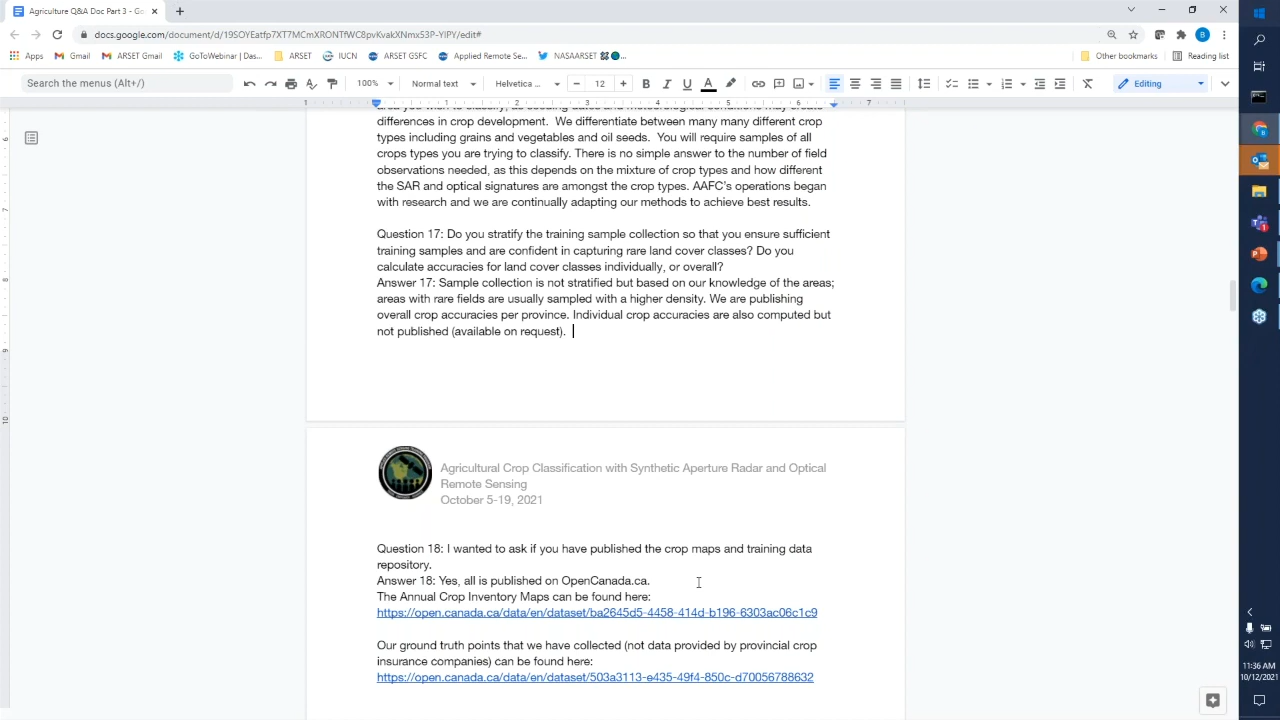 Agriculture Q&A Doc Part 3 - Go
docs.google.com/document/d/19SOYEatfp7XT7MCmXRONTfWC8pvKvakXNmx53P-YlPY/edit#
Apps Gmail ARSET Gmail GoToWebinar | Das... ARSET IUCN ARSET GSFC Applied Remote Se... NASAARSET Other bookmarks Reading list
Search the menus (Alt+/) 100% Normal text Helvetica ... 12 B I U A Editing
1 2 3 4 5 6 7
differences in crop development. We differentiate between many many different crop
types including grains and vegetables and oil seeds. You will require samples of all
crops types you are trying to classify. There is no simple answer to the number of field
observations needed, as this depends on the mixture of crop types and how different
the SAR and optical signatures are amongst the crop types. AAFC's operations began
with research and we are continually adapting our methods to achieve best results.
Question 17: Do you stratify the training sample collection so that you ensure sufficient
training samples and are confident in capturing rare land cover classes? Do you
calculate accuracies for land cover classes individually, or overall?
Answer 17: Sample collection is not stratified but based on our knowledge of the areas;
areas with rare fields are usually sampled with a higher density. We are publishing
overall crop accuracies per province. Individual crop accuracies are also computed but
not published (available on request).
Agricultural Crop Classification with Synthetic Aperture Radar and Optical
Remote Sensing
October 5-19, 2021
Question 18: I wanted to ask if you have published the crop maps and training data
repository.
Answer 18: Yes, all is published on OpenCanada.ca.
The Annual Crop Inventory Maps can be found here:
https://open.canada.ca/data/en/dataset/ba2645d5-4458-414d-b196-6303ac06c1c9
Our ground truth points that we have collected (not data provided by provincial crop
insurance companies) can be found here:
https://open.canada.ca/data/en/dataset/503a3113-e435-49f4-850c-d70056788632
11:36 AM
10/12/2021